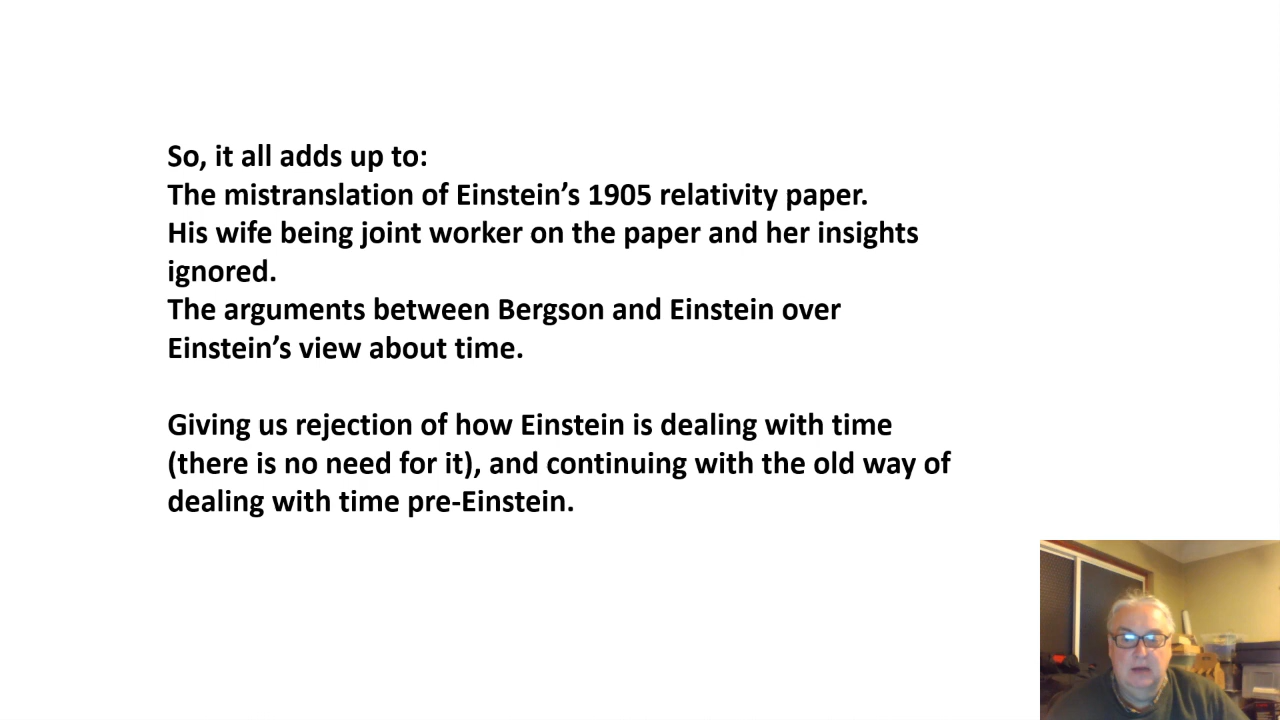 So, it all adds up to:
The mistranslation of Einstein’s 1905 relativity paper.
His wife being joint worker on the paper and her insights
ignored.
The arguments between Bergson and Einstein over
Einstein’s view about time.
Giving us rejection of how Einstein is dealing with time
(there is no need for it), and continuing with the old way of
dealing with time pre-Einstein.